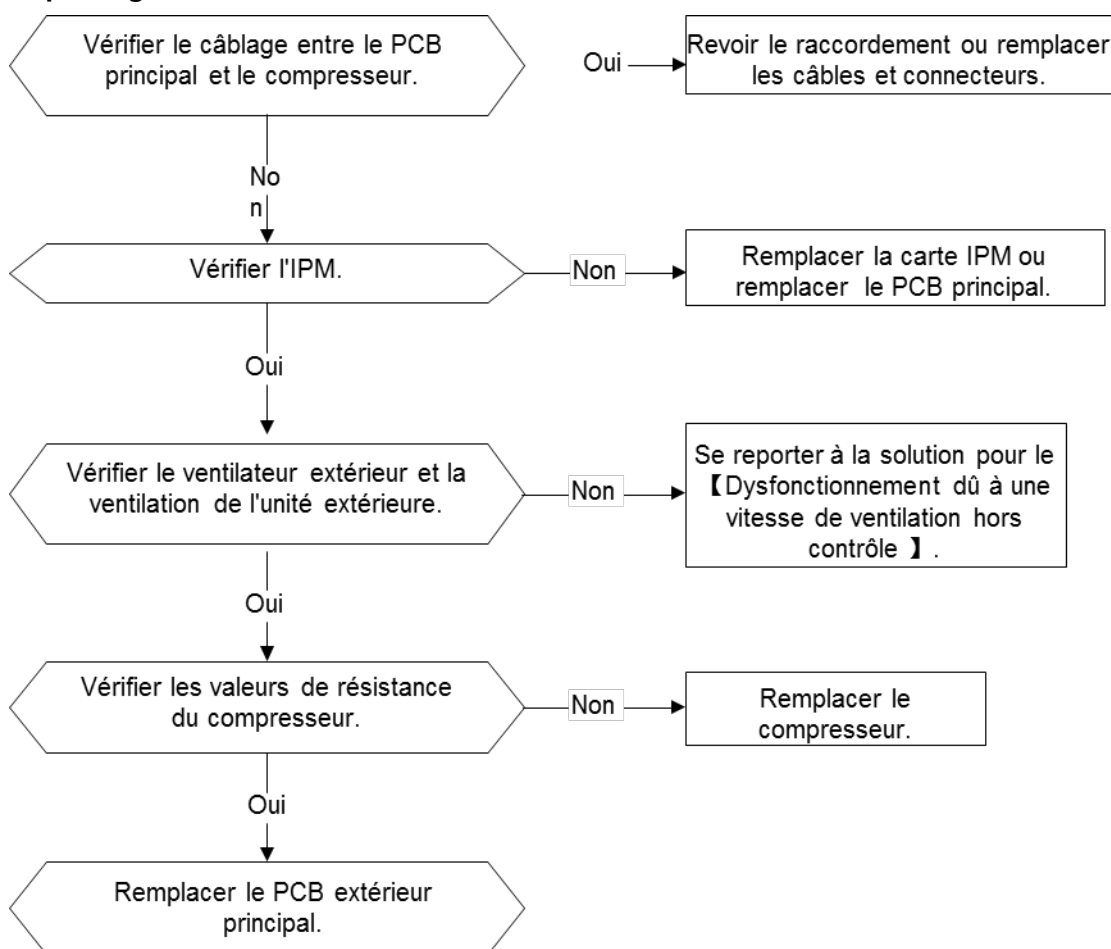 Vérifier le câblage entre le PCB
principal et le compresseur.
Oui
Revoir le raccordement ou remplacer
les câbles et connecteurs.
No
n
Vérifier l'IPM.
Non
Remplacer la carte IPM ou
remplacer le PCB principal.
Oui
Vérifier le ventilateur extérieur et la
ventilation de l'unité extérieure.
Non
Se reporter à la solution pour le
【Dysfonctionnement dû à une
vitesse de ventilation hors
contrôle 】.
Oui
Vérifier les valeurs de résistance
du compresseur.
Non
Remplacer le
compresseur.
Oui
Remplacer le PCB extérieur
principal.